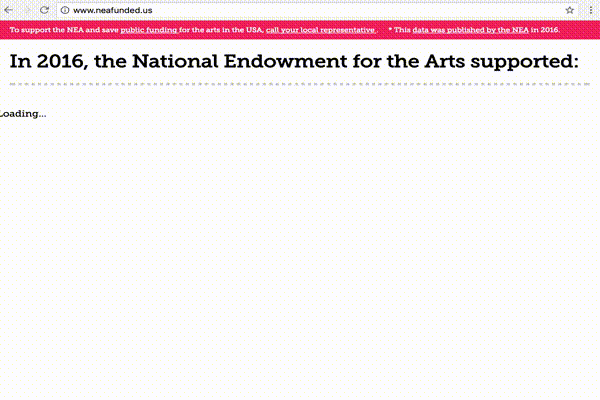 www.neafunded.us
To support the NEA and save public funding for the arts in the USA, call your local representative. * This data was published by the NEA in 2016.
In 2016, the National Endowment for the Arts supported:
Loading...